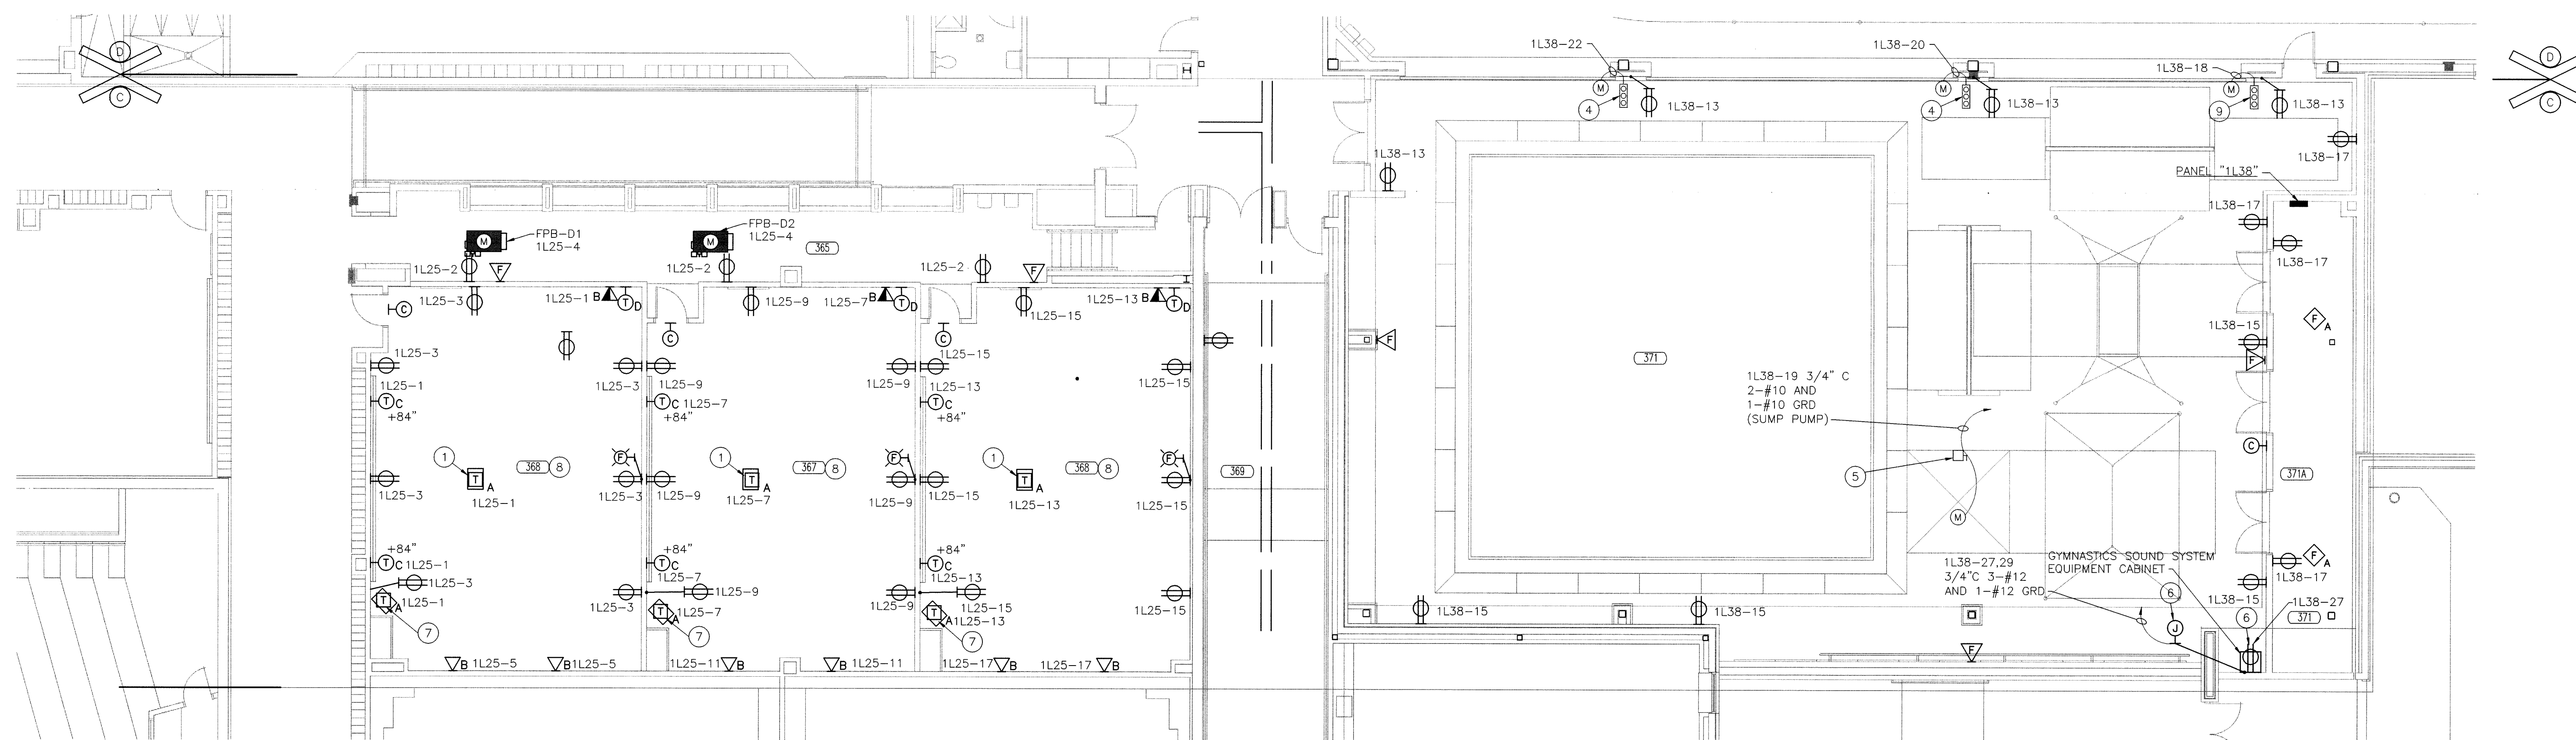 D
C
1L38-22
1L38-20
1L38-18
D
C
M
M
M
4
1L38-13
4
1L38-13
9
1L38-13
1L38-13
1L38-17
PANEL "1L38"
FPB-D1
1L25-4
M
FPB-D2
1L25-4
M
365
1L38-17
1L38-17
1L25-2
F
1L25-2
1L25-2
F
1L25-3
1L25-1
B
T
D
1L25-9
1L25-7
B
T
D
1L25-15
1L25-13
B
T
D
C
C
C
F
A
1L38-15
F
F
371
1L25-3
1L25-1
1L25-3
1L25-9
1L25-9
1L25-15
1L25-13
1L25-15
T
C
+84"
T
C
1L25-7
T
C
+84"
1L38-19 3/4" C
2-#10 AND
1-#10 GRD
(SUMP PUMP)
C
1
368
8
F
1
367
8
F
1
368
8
F
369
5
371A
T
A
T
A
T
A
1L25-3
1L25-1
1L25-3
1L25-9
1L25-7
1L25-9
1L25-15
1L25-13
1L25-15
M
+84"
T
C
1L25-1
+84"
T
C
1L25-7
+84"
T
C
1L25-13
1L25-3
T
A
1L25-1
7
1L25-3
1L25-9
T
A
1L25-7
7
1L25-9
1L25-15
T
A
1L25-13
7
1L25-15
GYMNASTICS SOUND SYSTEM
EQUIPMENT CABINET
1L38-27,29
3/4"C 3-#12
AND 1-#12 GRD
F
A
1L38-17
1L38-15
1L38-27
6
6
371
J
1L38-15
1L38-15
F
B
1L25-5
B
1L25-5
1L25-11
B
B
1L25-11
1L25-17
B
1L25-17
B